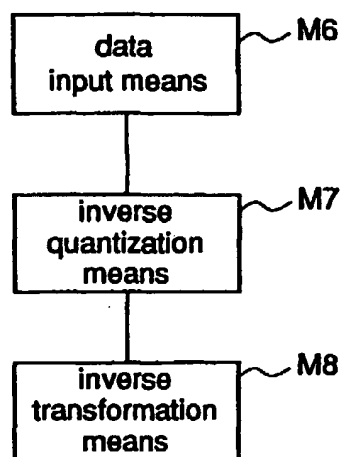 data
input means
M6
inverse
quantization
means
M7
inverse
transformation
means
M8